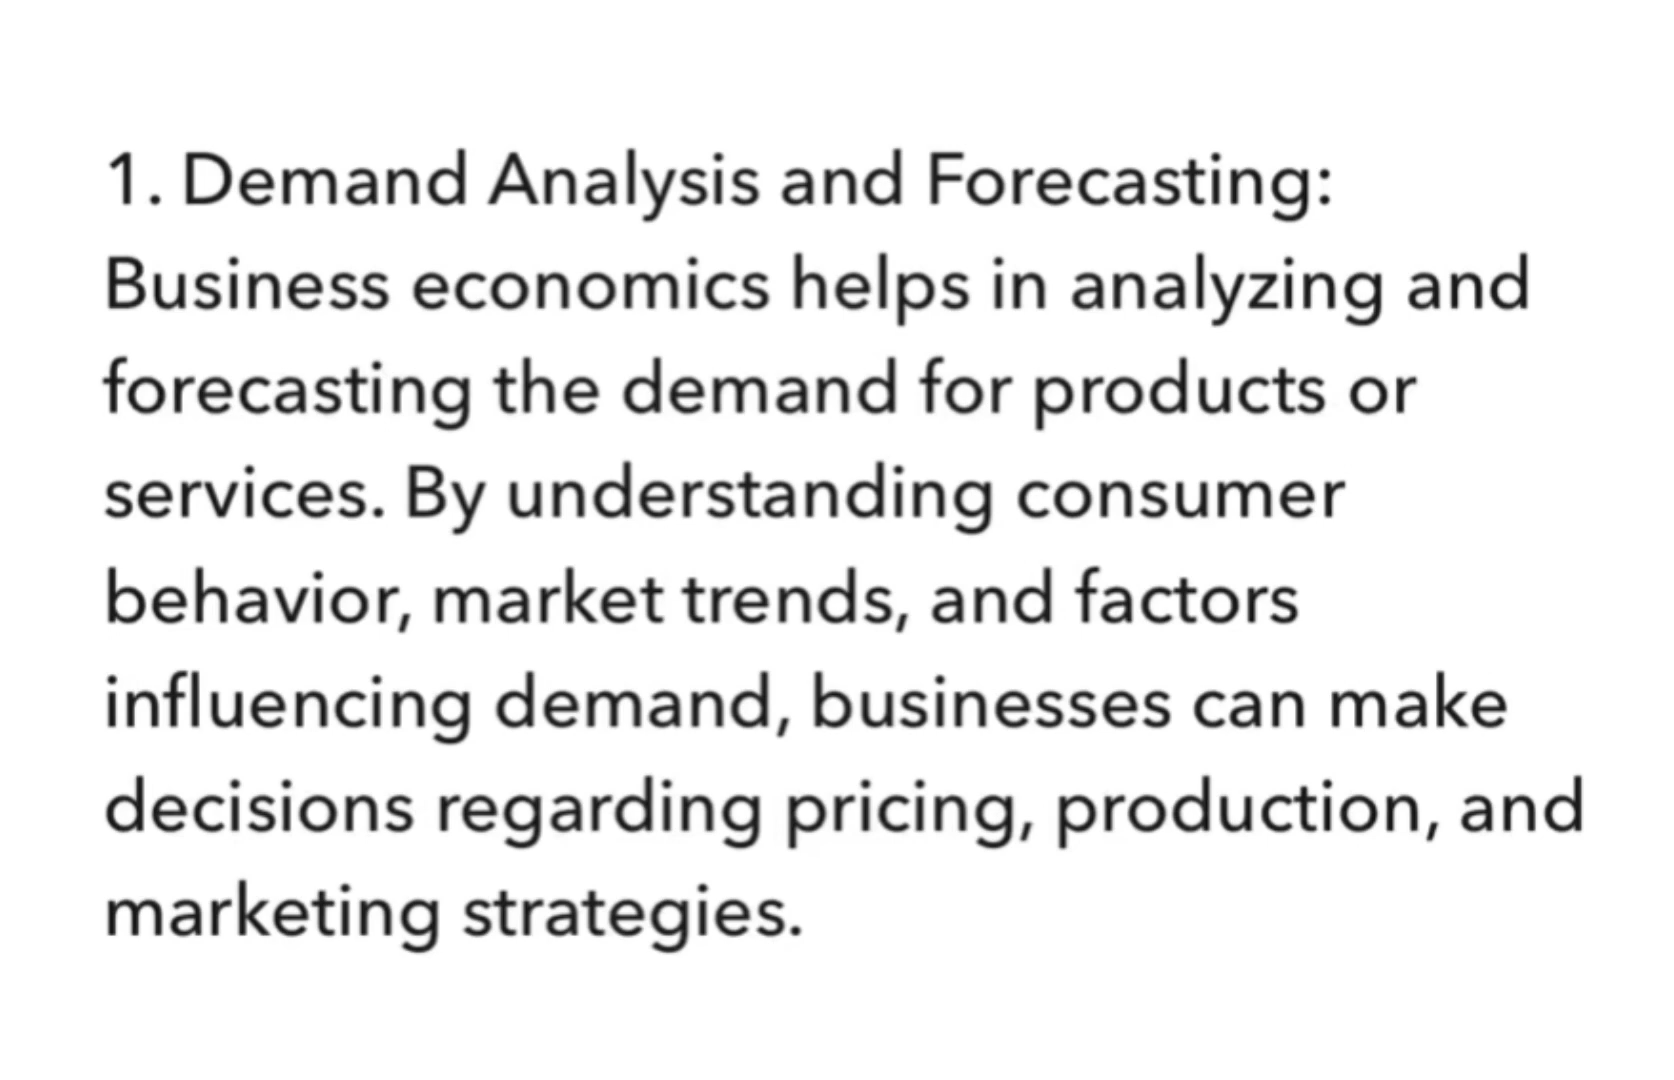 1. Demand Analysis and Forecasting:
Business economics helps in analyzing and
forecasting the demand for products or
services. By understanding consumer
behavior, market trends, and factors
influencing demand, businesses can make
decisions regarding pricing, production, and
marketing strategies.